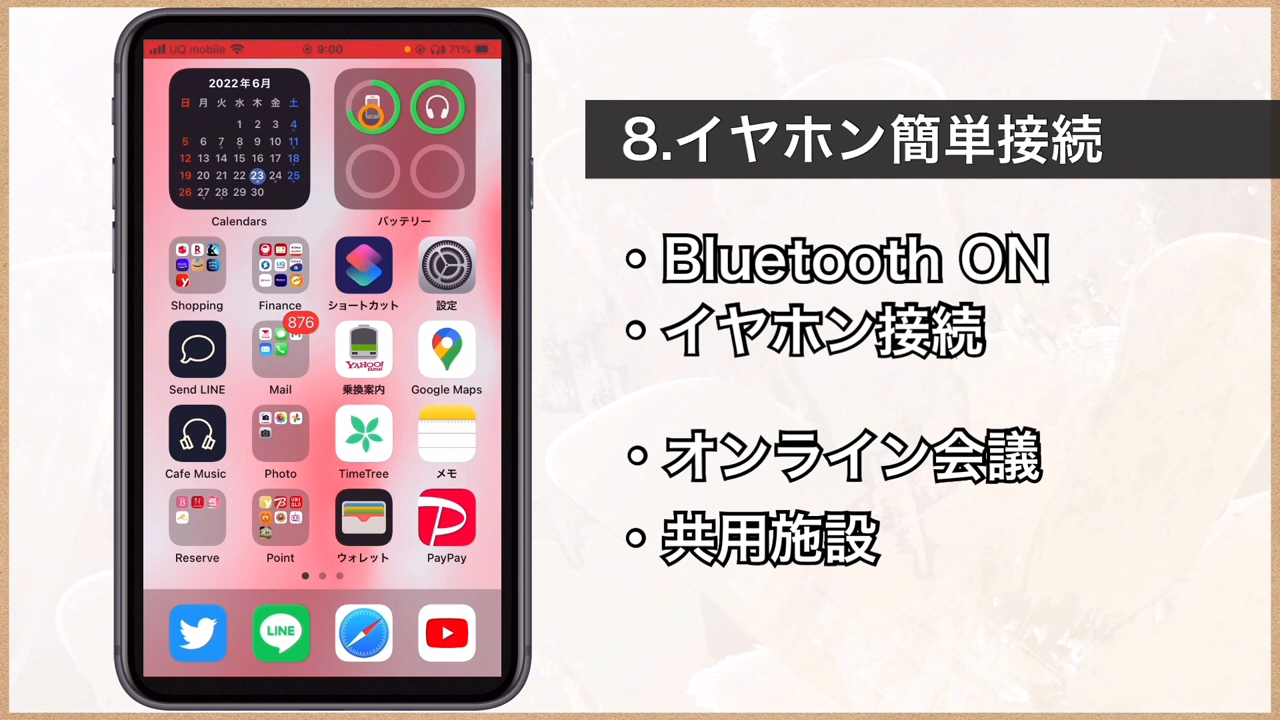 UQ mobile 9:00 71%
2022年6月
日 月 火 水 木 金 土
1 2 3 4
5 6 7 8 9 10 11
12 13 14 15 16 17 18
19 20 21 22 23 24 25
26 27 28 29 30
Calendars バッテリー
Shopping Finance ショートカット 設定
876
YAHOO!
Send LINE Mail 乗換案内 Google Maps
Cafe Music Photo TimeTree メモ
Reserve Point ウォレット PayPay
LINE
8.イヤホン簡単接続
・Bluetooth ON
・イヤホン接続
・オンライン会議
・共用施設